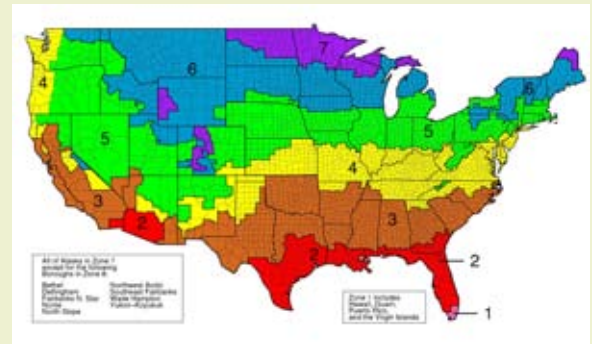 7
6
6
4
5
5
4
3
3
2
2
2
1
All of Alaska in Zone 7
except for the following
Boroughs in Zone 8:
Bethel
Dellingham
Fairbanks N. Star
Nome
North Slope
Northwest Arctic
Southeast Fairbanks
Wade Hampton
Yukon-Koyukuk
Zone 1 includes
Hawaii, Guam,
Puerto Rico,
and the Virgin Islands